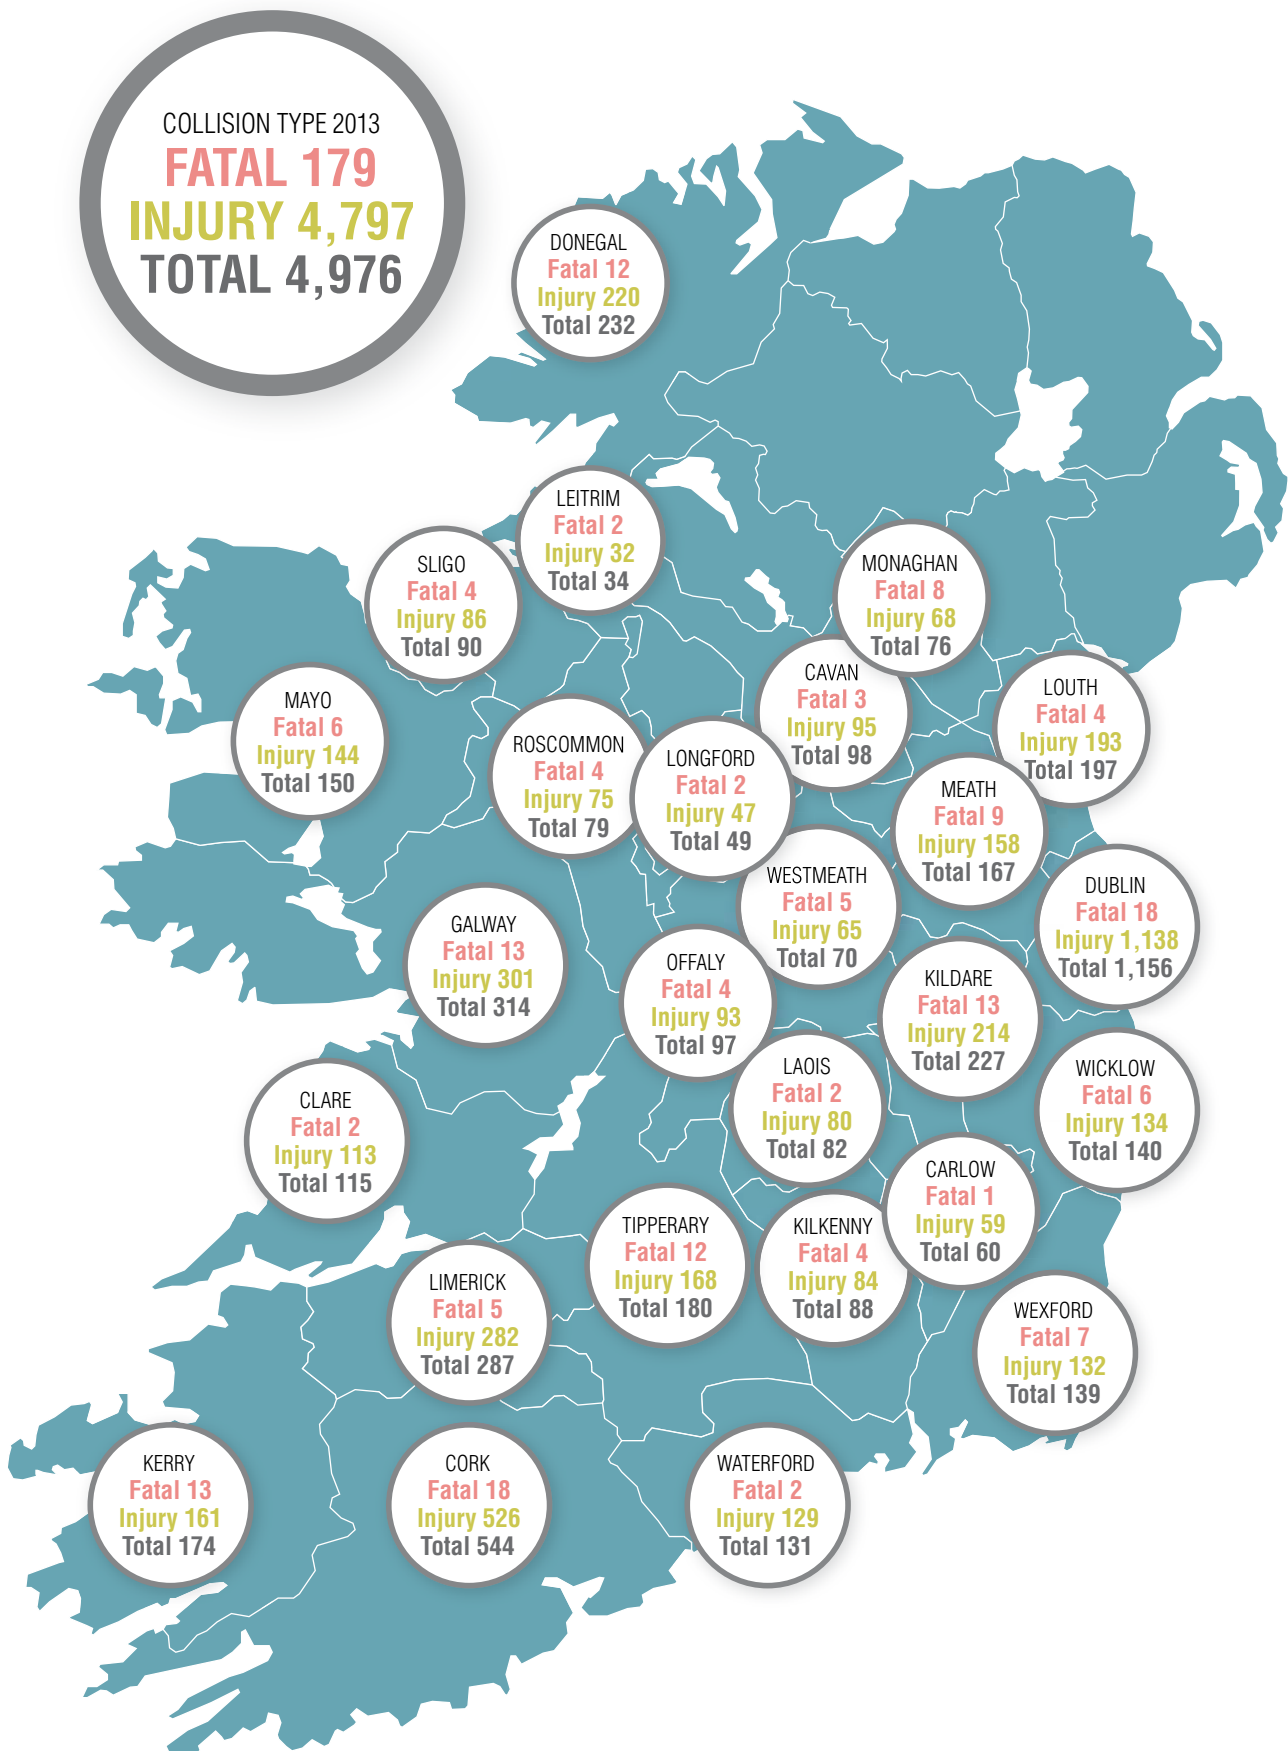 COLLISION TYPE 2013
FATAL 179
INJURY 4,797
TOTAL 4,976
DONEGAL
Fatal 12
Injury 220
Total 232
LEITRIM
Fatal 2
Injury 32
Total 34
SLIGO
Fatal 4
Injury 86
Total 90
MONAGHAN
Fatal 8
Injury 68
Total 76
CAVAN
Fatal 3
Injury 95
Total 98
LOUTH
Fatal 4
Injury 193
Total 197
MAYO
Fatal 6
Injury 144
Total 150
ROSCOMMON
Fatal 4
Injury 75
Total 79
LONGFORD
Fatal 2
Injury 47
Total 49
MEATH
Fatal 9
Injury 158
Total 167
WESTMEATH
Fatal 5
Injury 65
Total 70
DUBLIN
Fatal 18
Injury 1,138
Total 1,156
GALWAY
Fatal 13
Injury 301
Total 314
OFFALY
Fatal 4
Injury 93
Total 97
KILDARE
Fatal 13
Injury 214
Total 227
LAOIS
Fatal 2
Injury 80
Total 82
WICKLOW
Fatal 6
Injury 134
Total 140
CLARE
Fatal 2
Injury 113
Total 115
CARLOW
Fatal 1
Injury 59
Total 60
TIPPERARY
Fatal 12
Injury 168
Total 180
KILKENNY
Fatal 4
Injury 84
Total 88
LIMERICK
Fatal 5
Injury 282
Total 287
WEXFORD
Fatal 7
Injury 132
Total 139
KERRY
Fatal 13
Injury 161
Total 174
CORK
Fatal 18
Injury 526
Total 544
WATERFORD
Fatal 2
Injury 129
Total 131